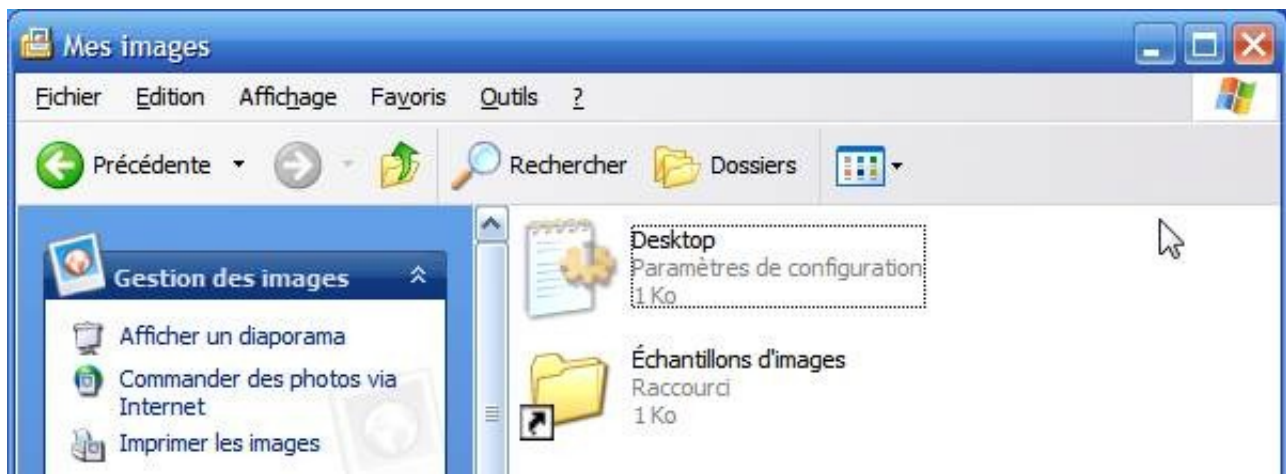 Mes images
Fichier Edition Affichage Favoris Outils ?
Précédente Rechercher Dossiers
Gestion des images
Afficher un diaporama
Commander des photos via
Internet
Imprimer les images
Desktop
Paramètres de configuration
1 Ko
Échantillons d'images
Raccourci
1 Ko